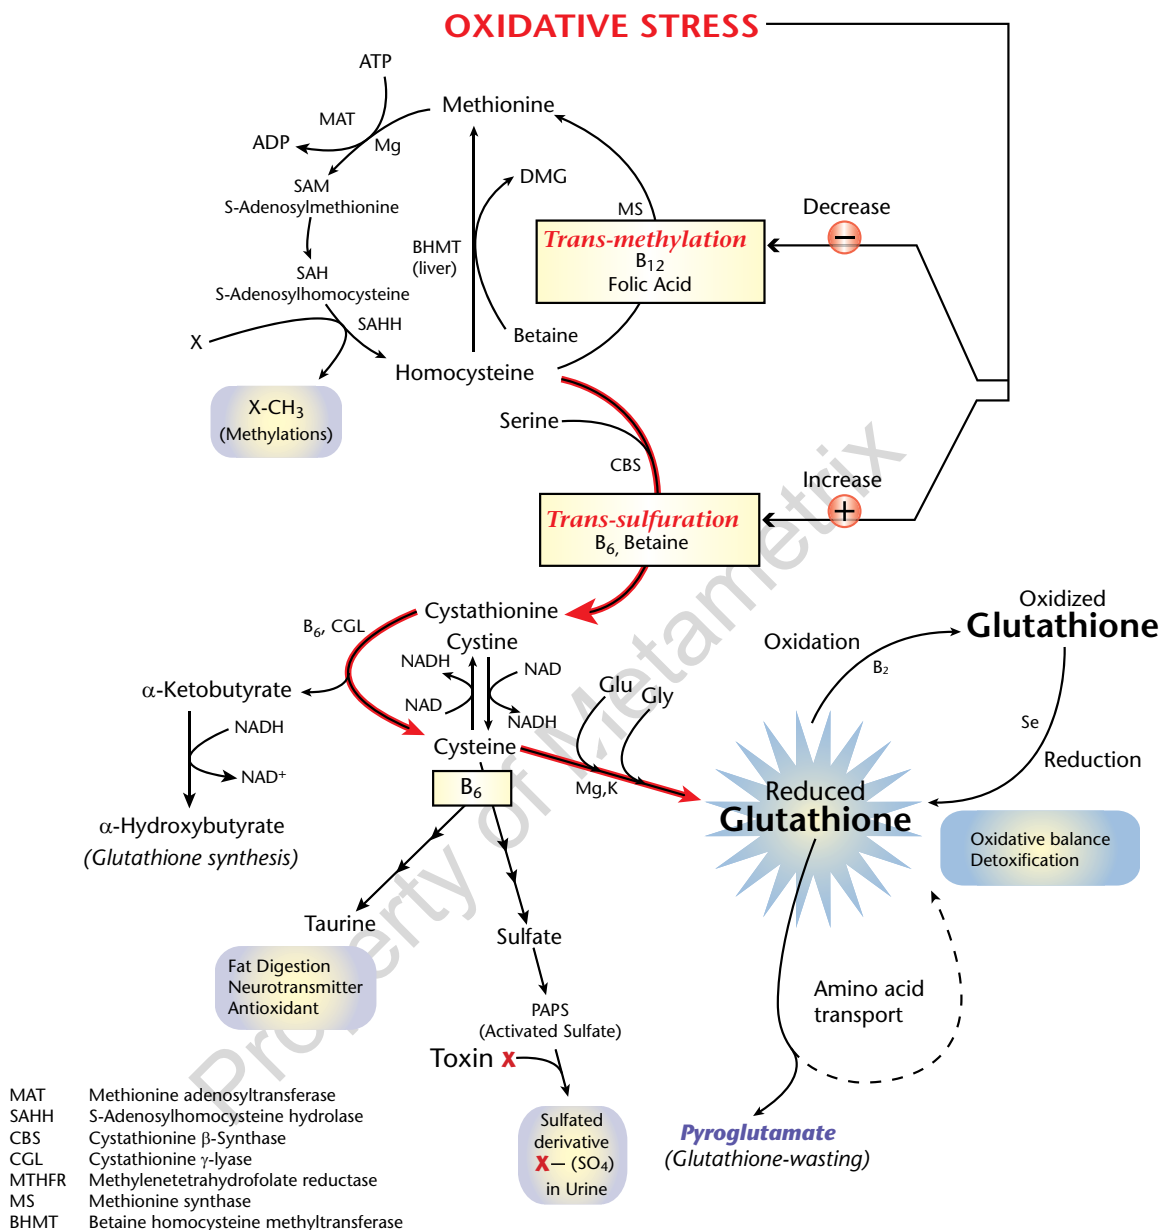 OXIDATIVE STRESS
ATP
Methionine
MAT
ADP
Mg
DMG
SAM
S-Adenosylmethionine
MS
Decrease
−
Trans-methylation
B12
Folic Acid
BHMT
(liver)
SAH
S-Adenosylhomocysteine
SAHH
X
Betaine
Homocysteine
X-CH3
(Methylations)
Serine
CBS
Increase
+
Trans-sulfuration
B6, Betaine
Cystathionine
B6, CGL
Cystine
NADH
NAD
NAD
NADH
Cysteine
α-Ketobutyrate
NADH
NAD+
α-Hydroxybutyrate
(Glutathione synthesis)
Glu
Gly
Mg,K
Oxidized
Glutathione
Oxidation
B2
Se
Reduction
Reduced
Glutathione
Oxidative balance
Detoxification
B6
Taurine
Fat Digestion
Neurotransmitter
Antioxidant
Sulfate
PAPS
(Activated Sulfate)
Toxin X
Sulfated
derivative
X— (SO4)
in Urine
Amino acid
transport
Pyroglutamate
(Glutathione-wasting)
MAT Methionine adenosyltransferase
SAHH S-Adenosylhomocysteine hydrolase
CBS Cystathionine β-Synthase
CGL Cystathionine γ-lyase
MTHFR Methylenetetrahydrofolate reductase
MS Methionine synthase
BHMT Betaine homocysteine methyltransferase
Property of Metametrix